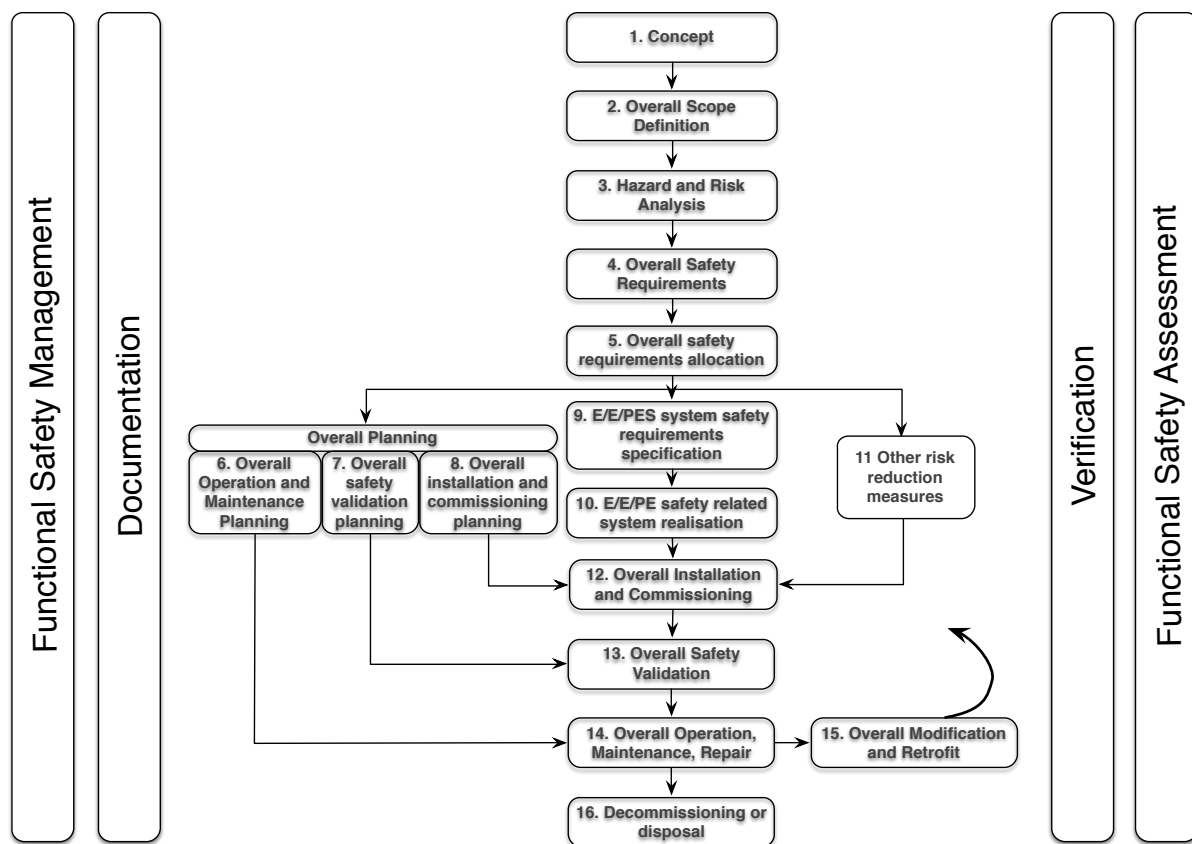 Functional Safety Management
Documentation
1. Concept
2. Overall Scope
Definition
3. Hazard and Risk
Analysis
4. Overall Safety
Requirements
5. Overall safety
requirements allocation
Overall Planning
6. Overall
Operation and
Maintenance
Planning
7. Overall
safety
validation
planning
8. Overall
installation and
commissioning
planning
9. E/E/PES system safety
requirements
specification
10. E/E/PE safety related
system realisation
11 Other risk
reduction
measures
12. Overall Installation
and Commissioning
13. Overall Safety
Validation
14. Overall Operation,
Maintenance, Repair
15. Overall Modification
and Retrofit
16. Decommissioning or
disposal
Verification
Functional Safety Assessment